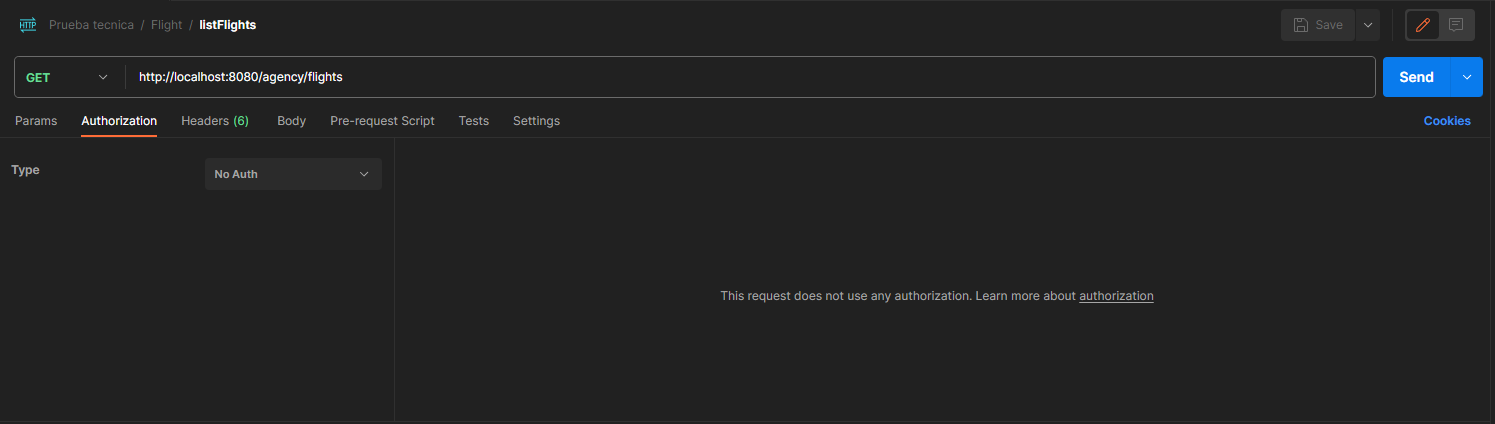 HTTP Prueba tecnica / Flight / listFlights Save
GET http://localhost:8080/agency/flights Send
Params Authorization Headers (6) Body Pre-request Script Tests Settings Cookies
Type No Auth
This request does not use any authorization. Learn more about authorization